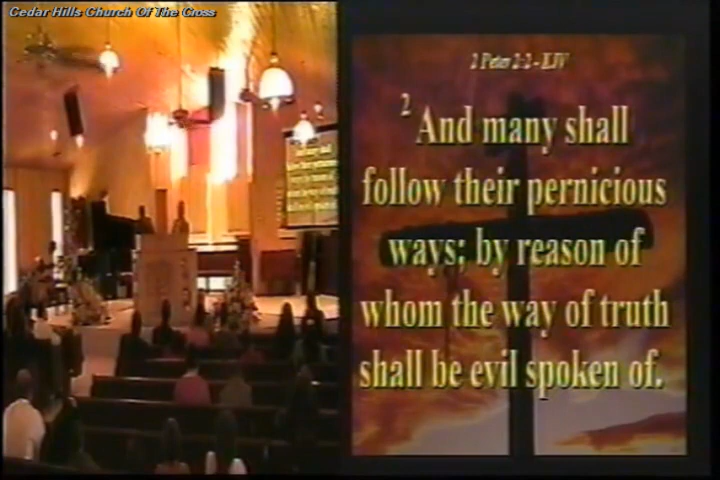 Cedar Hills Church Of The Cross
2 Peter 2:2 - KJV
2 And many shall
follow their pernicious
ways; by reason of
whom the way of truth
shall be evil spoken of.